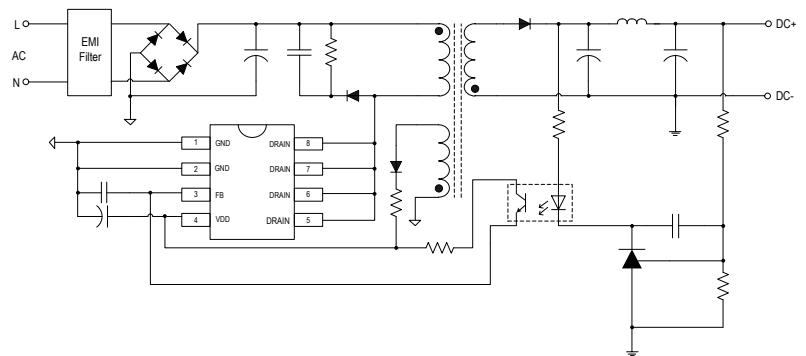 L
AC
N
EMI
Filter
DC+
DC-
1 GND DRAIN 8
2 GND DRAIN 7
3 FB DRAIN 6
4 VDD DRAIN 5